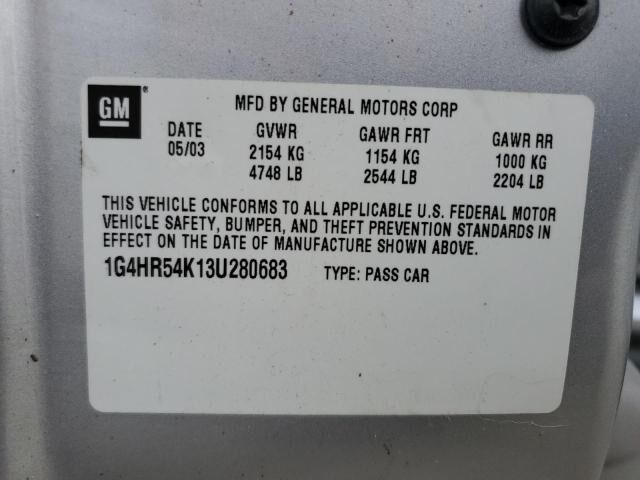 GM ®
MFD BY GENERAL MOTORS CORP
DATE GVWR GAWR FRT GAWR RR
05/03 2154 KG 1154 KG 1000 KG
4748 LB 2544 LB 2204 LB
THIS VEHICLE CONFORMS TO ALL APPLICABLE U.S. FEDERAL MOTOR
VEHICLE SAFETY, BUMPER, AND THEFT PREVENTION STANDARDS IN
EFFECT ON THE DATE OF MANUFACTURE SHOWN ABOVE.
1G4HR54K13U280683 TYPE: PASS CAR